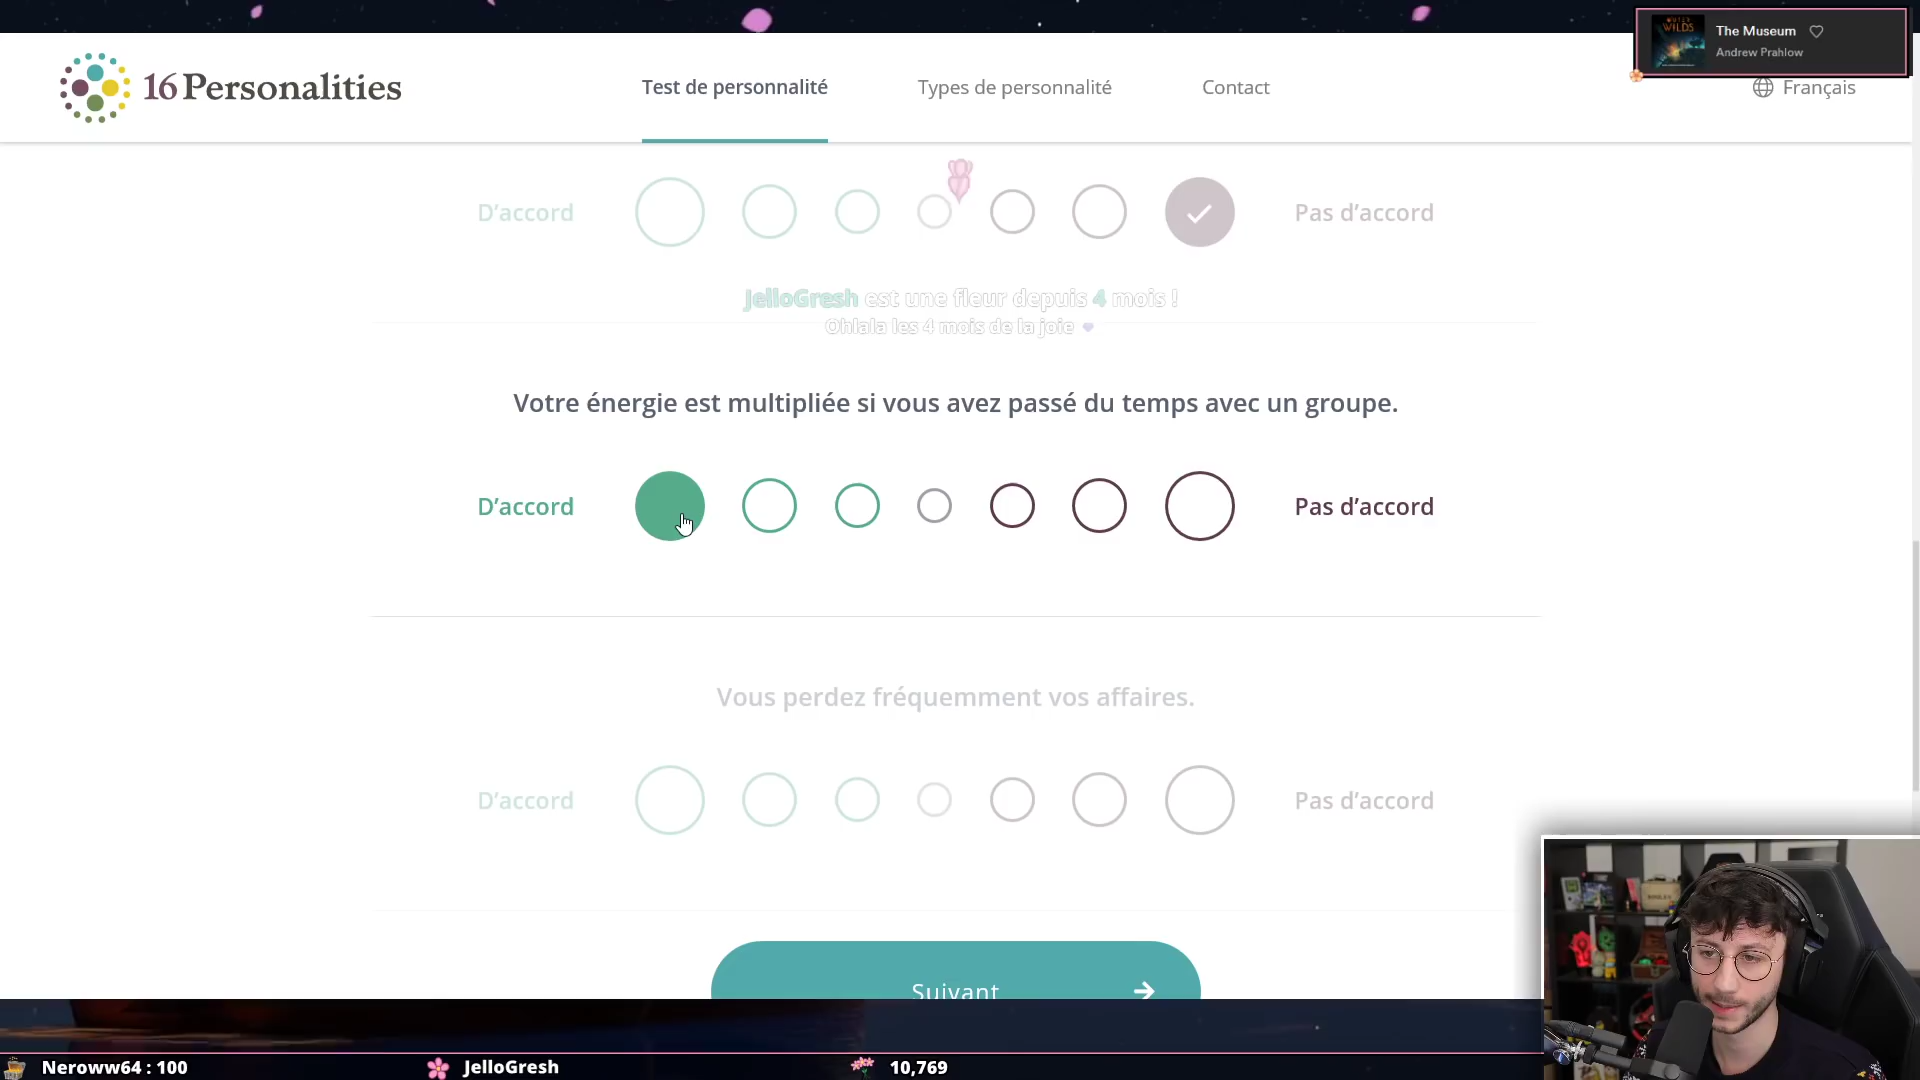 16Personalities
Test de personnalité
Types de personnalité
Contact
Français
OUTER WILDS
The Museum
Andrew Prahlow
D’accord
Pas d’accord
JelloGresh est une fleur depuis 4 mois !
Ohlala les 4 mois de la joie
Votre énergie est multipliée si vous avez passé du temps avec un groupe.
D’accord
Pas d’accord
Vous perdez fréquemment vos affaires.
D’accord
Pas d’accord
Suivant
Neroww64 : 100
JelloGresh
10,769